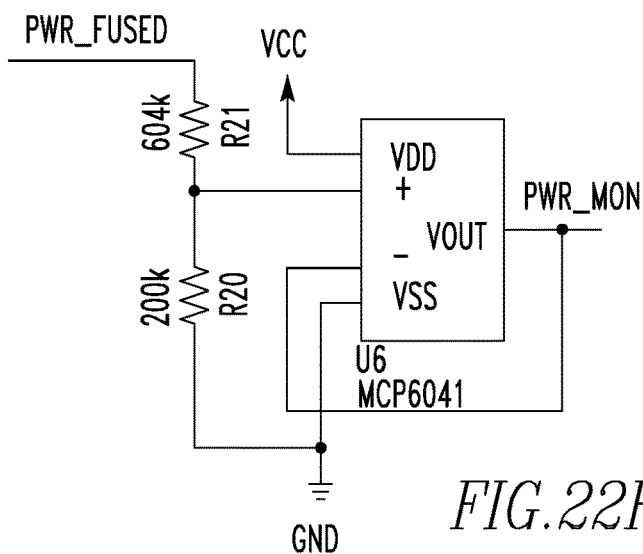 PWR_FUSED
VCC
604k
R21
VDD
+
PWR_MON
VOUT
-
200k
R20
VSS
U6
MCP6041
GND